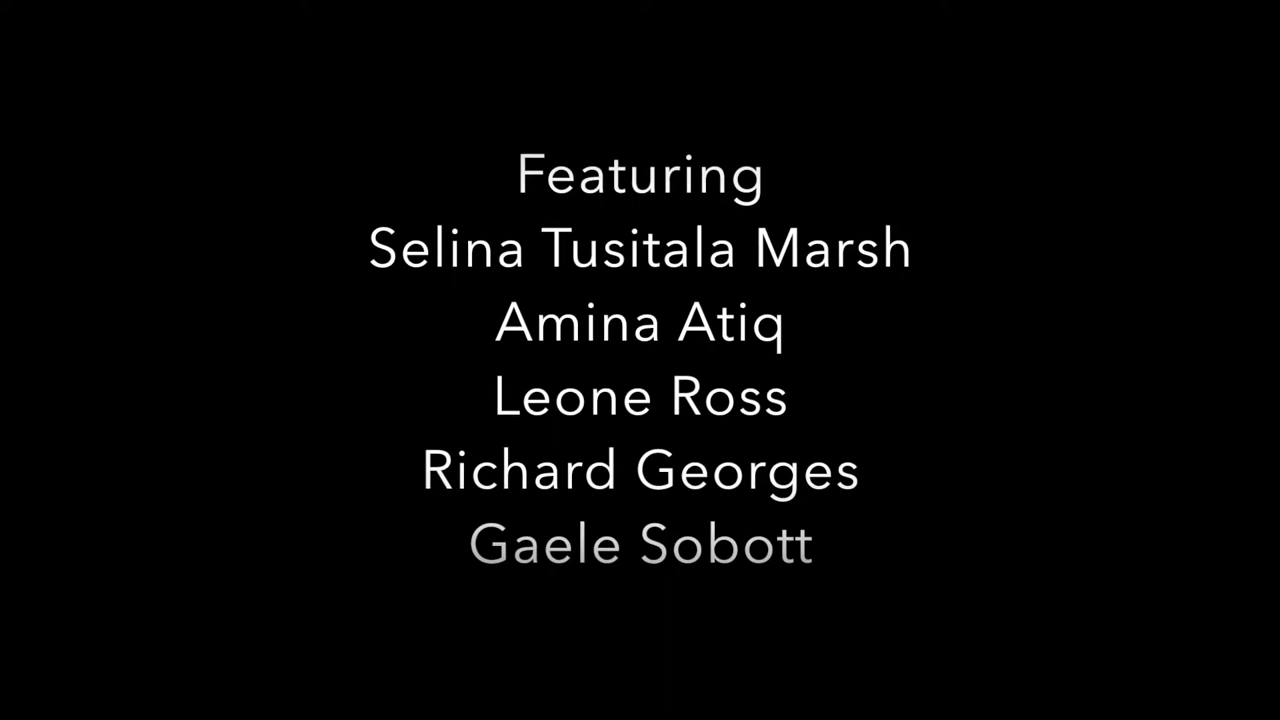 Featuring
Selina Tusitala Marsh
Amina Atiq
Leone Ross
Richard Georges
Gaele Sobott